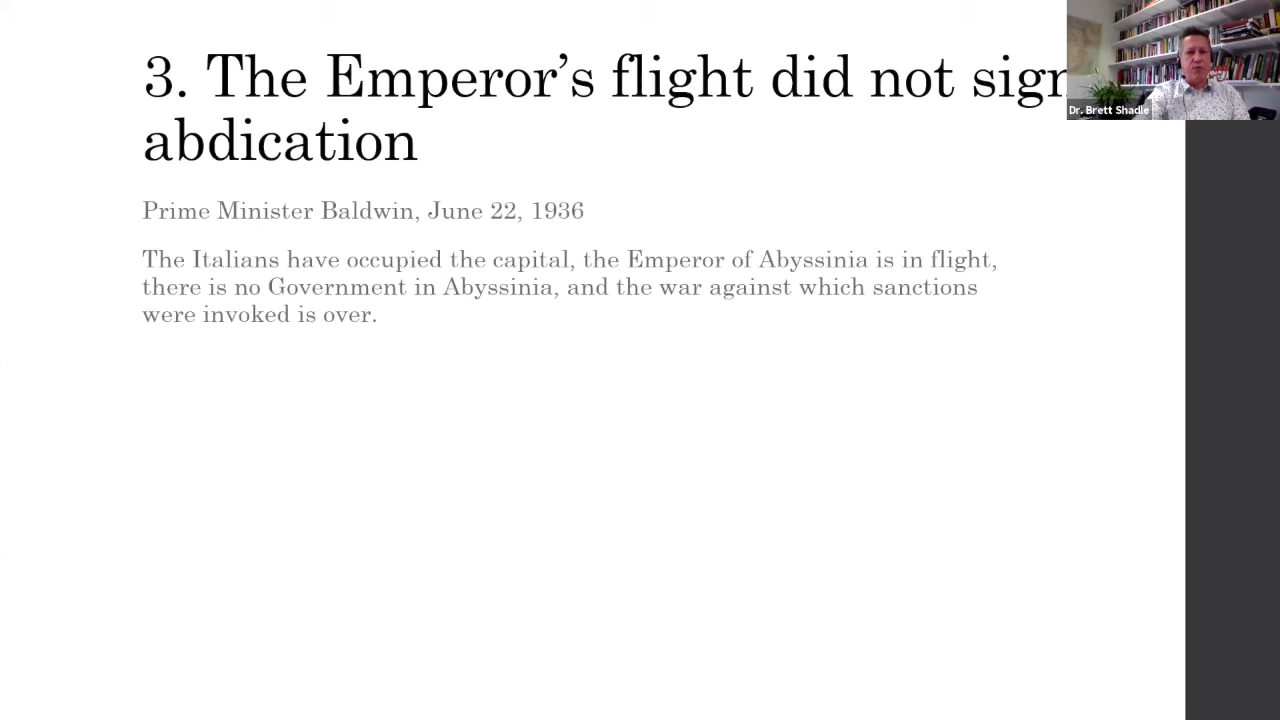 3. The Emperor’s flight did not
abdication
Prime Minister Baldwin, June 22, 1936
The Italians have occupied the capital, the Emperor of Abyssinia is in flight,
there is no Government in Abyssinia, and the war against which sanctions
were invoked is over.
Dr. Brett Shadle